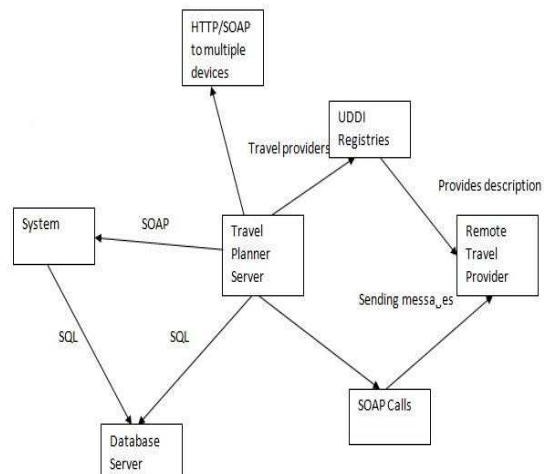 HTTP/SOAP
to multiple
devices
UDDI
Registries
Travel providers
Provides description
System
SOAP
Travel
Planner
Server
Remote
Travel
Provider
Sending
SQL
SQL
SOAP Calls
Database
Server